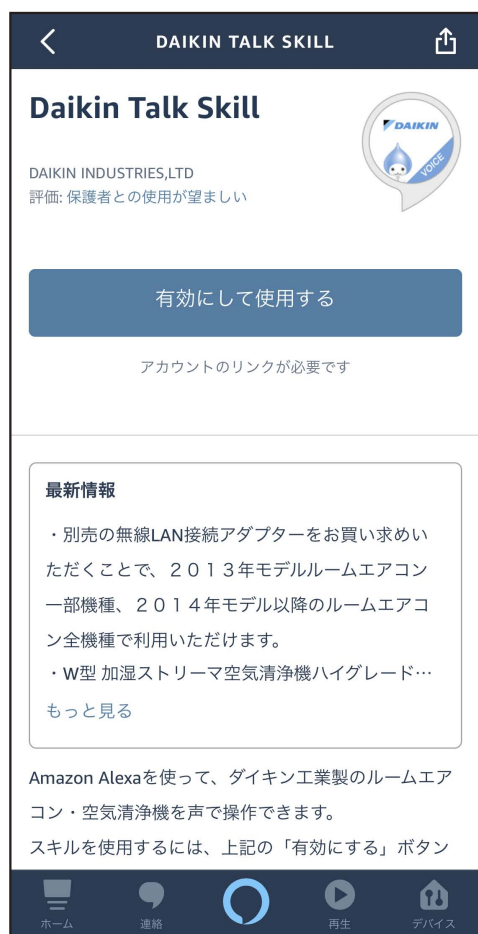 DAIKIN TALK SKILL
Daikin Talk Skill
DAIKIN
VOICE
DAIKIN INDUSTRIES,LTD
評価: 保護者との使用が望ましい
有効にして使用する
アカウントのリンクが必要です
最新情報
・別売の無線LAN接続アダプターをお買い求めい
ただくことで、２０１３年モデルルームエアコン
一部機種、２０１４年モデル以降のルームエアコ
ン全機種で利用いただけます。
・W型 加湿ストリーマ空気清浄機ハイグレード…
もっと見る
Amazon Alexaを使って、ダイキン工業製のルームエア
コン・空気清浄機を声で操作できます。
スキルを使用するには、上記の「有効にする」ボタン
ホーム 連絡 再生 デバイス